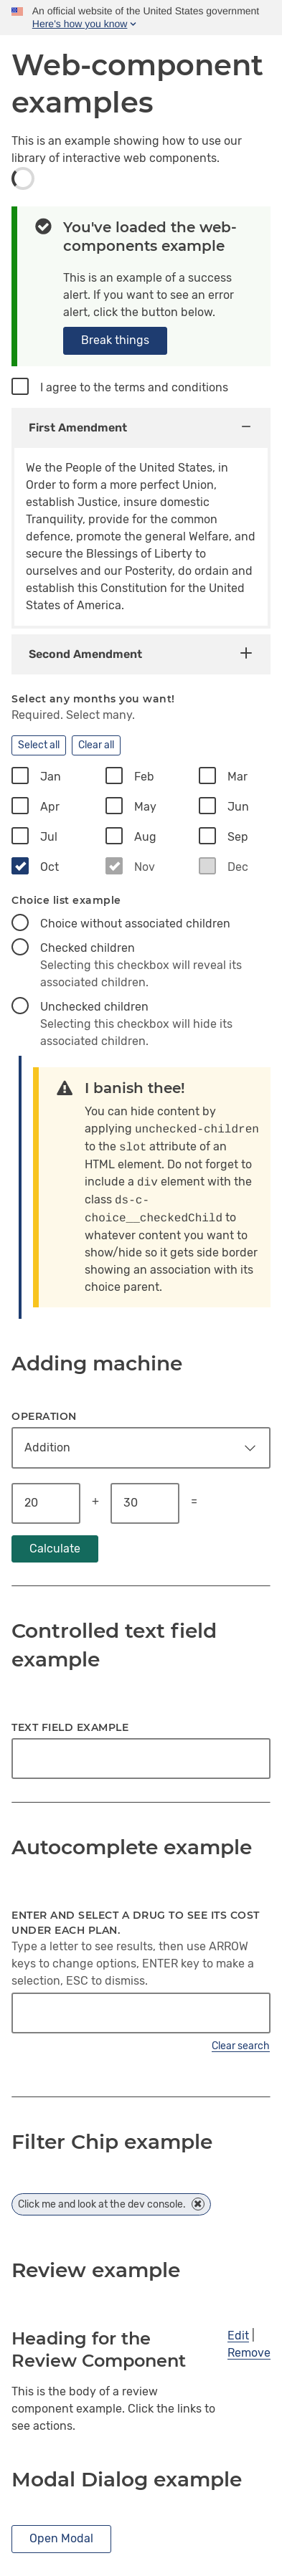 An official website of the United States government
Here's how you know
Web-component
examples
This is an example showing how to use our
library of interactive web components.
You've loaded the web-
components example
This is an example of a success
alert. If you want to see an error
alert, click the button below.
Break things
I agree to the terms and conditions
First Amendment
We the People of the United States, in
Order to form a more perfect Union,
establish Justice, insure domestic
Tranquility, provide for the common
defence, promote the general Welfare, and
secure the Blessings of Liberty to
ourselves and our Posterity, do ordain and
establish this Constitution for the United
States of America.
Second Amendment
Select any months you want!
Required. Select many.
Select all Clear all
Jan Feb Mar
Apr May Jun
Jul Aug Sep
Oct Nov Dec
Choice list example
Choice without associated children
Checked children
Selecting this checkbox will reveal its
associated children.
Unchecked children
Selecting this checkbox will hide its
associated children.
I banish thee!
You can hide content by
applying unchecked-children
to the slot attribute of an
HTML element. Do not forget to
include a div element with the
class ds-c-
choice__checkedChild to
whatever content you want to
show/hide so it gets side border
showing an association with its
choice parent.
Adding machine
OPERATION
Addition
20 + 30 =
Calculate
Controlled text field
example
TEXT FIELD EXAMPLE
Autocomplete example
ENTER AND SELECT A DRUG TO SEE ITS COST
UNDER EACH PLAN.
Type a letter to see results, then use ARROW
keys to change options, ENTER key to make a
selection, ESC to dismiss.
Clear search
Filter Chip example
Click me and look at the dev console.
Review example
Heading for the
Review Component
Edit |
Remove
This is the body of a review
component example. Click the links to
see actions.
Modal Dialog example
Open Modal